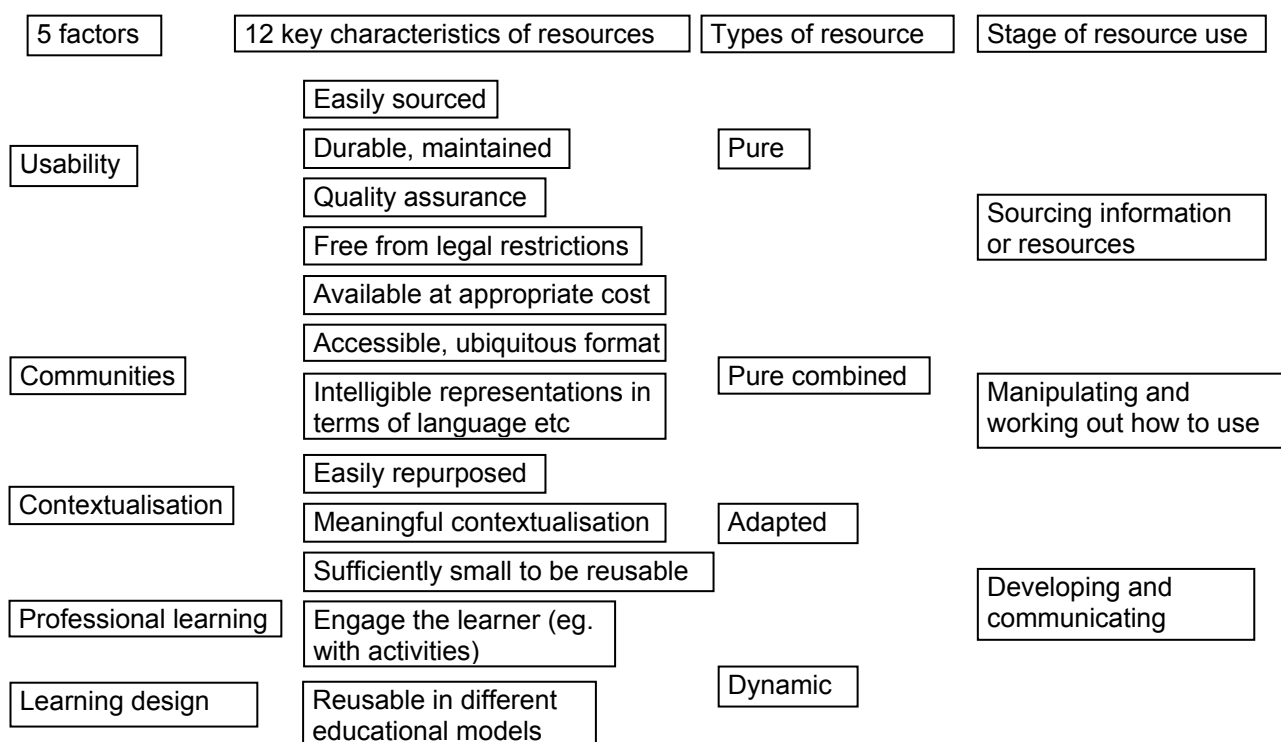 5 factors
12 key characteristics of resources
Types of resource
Stage of resource use
Usability
Communities
Contextualisation
Professional learning
Learning design
Easily sourced
Durable, maintained
Quality assurance
Free from legal restrictions
Available at appropriate cost
Accessible, ubiquitous format
Intelligible representations in
terms of language etc
Easily repurposed
Meaningful contextualisation
Sufficiently small to be reusable
Engage the learner (eg.
with activities)
Reusable in different
educational models
Pure
Pure combined
Adapted
Dynamic
Sourcing information
or resources
Manipulating and
working out how to use
Developing and
communicating